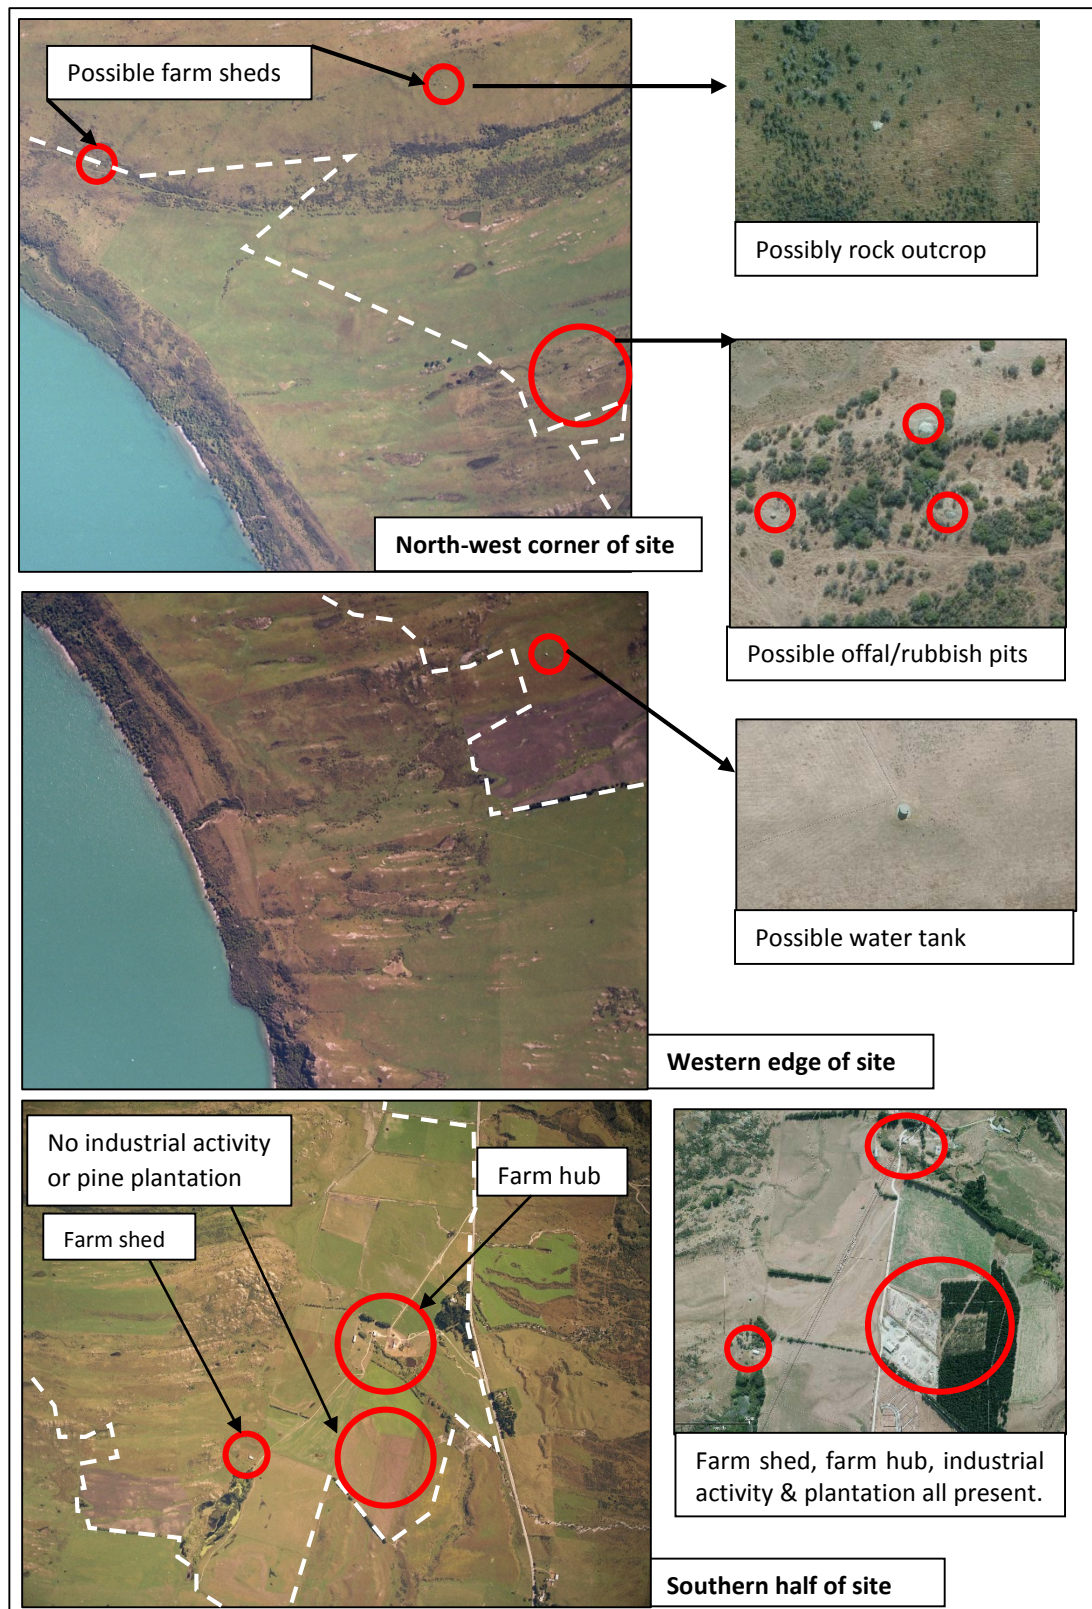 Possible farm sheds
Possibly rock outcrop
North-west corner of site
Possible offal/rubbish pits
Possible water tank
Western edge of site
No industrial activity
or pine plantation
Farm hub
Farm shed
Farm shed, farm hub, industrial
activity & plantation all present.
Southern half of site